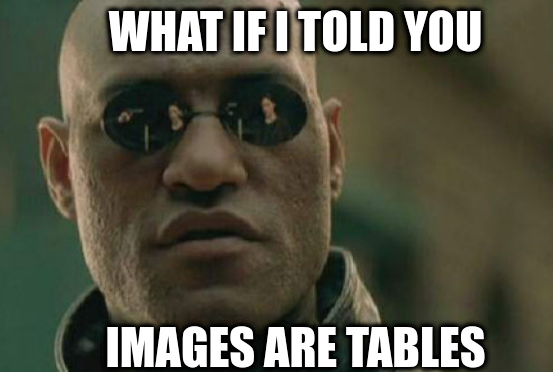 WHAT IF I TOLD YOU
IMAGES ARE TABLES